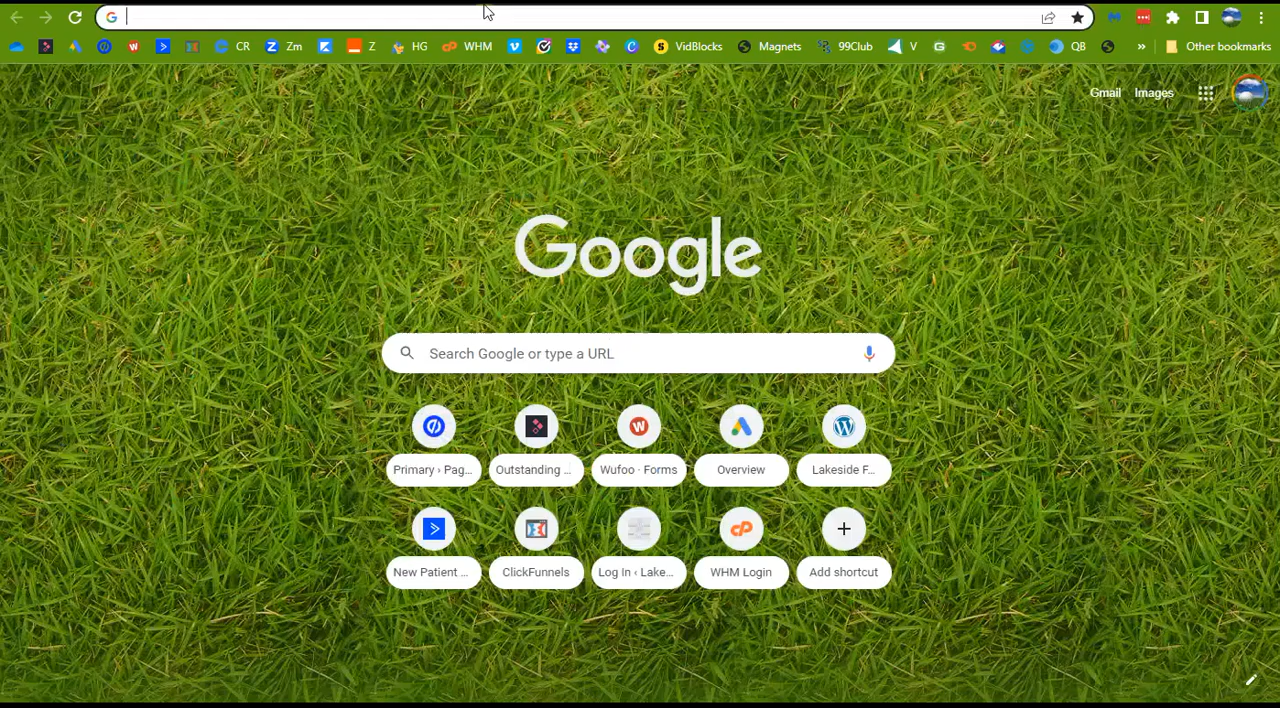 CR Zm Z HG WHM VidBlocks Magnets 99Club V QB » Other bookmarks
Gmail Images
Google
Search Google or type a URL
Primary › Pag... Outstanding ... Wufoo · Forms Overview Lakeside F...
New Patient ... ClickFunnels Log In ‹ Lake... WHM Login Add shortcut